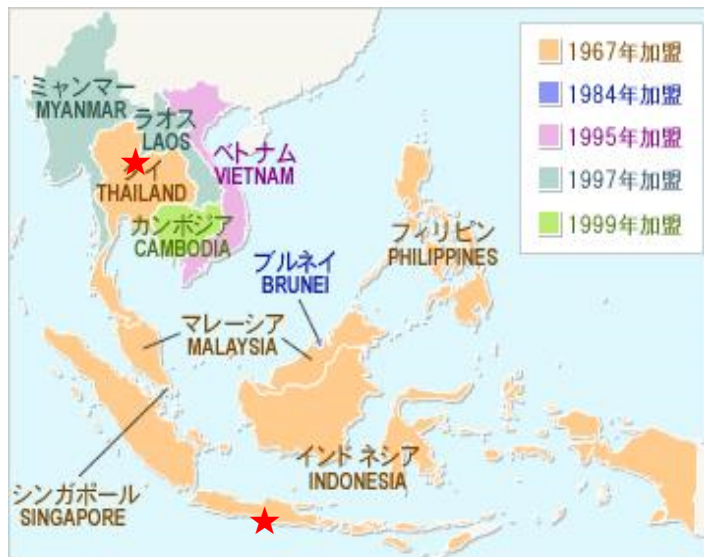 1967年加盟
1984年加盟
1995年加盟
1997年加盟
1999年加盟
ミャンマー
MYANMAR
ラオス
LAOS
ベトナム
VIETNAM
タイ
THAILAND
カンボジア
CAMBODIA
フィリピン
PHILIPPINES
ブルネイ
BRUNEI
マレーシア
MALAYSIA
インドネシア
INDONESIA
シンガポール
SINGAPORE